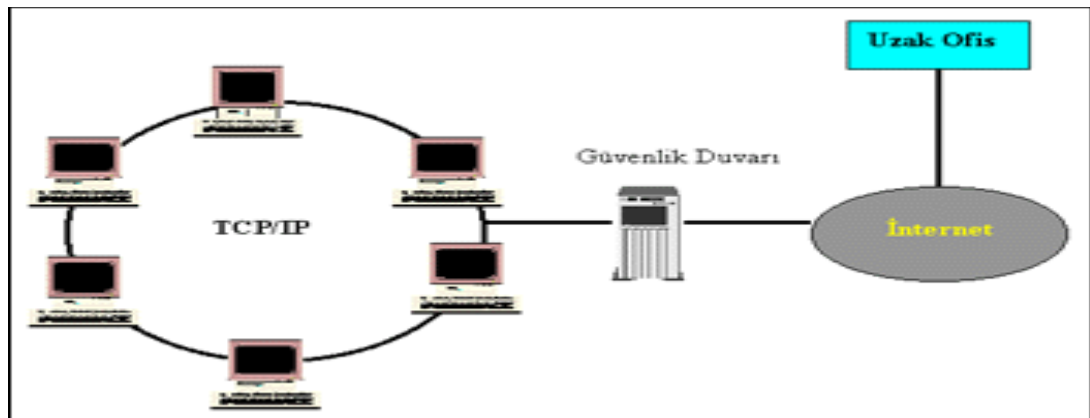 Uzak Ofis
Güvenlik Duvarı
TCP/IP
İnternet